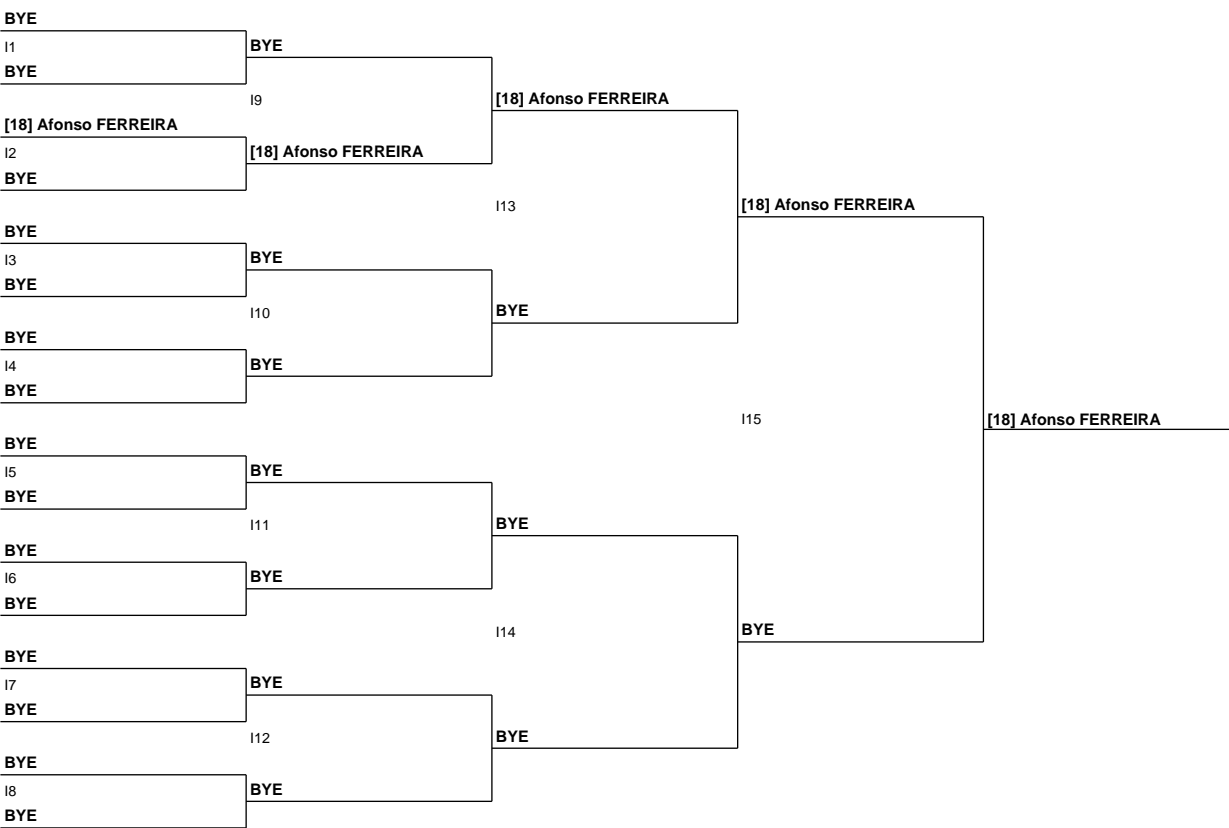 BYE
I1
BYE
BYE
I9
[18] Afonso FERREIRA
[18] Afonso FERREIRA
I2
[18] Afonso FERREIRA
BYE
I13
[18] Afonso FERREIRA
BYE
I3
BYE
BYE
I10
BYE
BYE
I4
BYE
BYE
I15
[18] Afonso FERREIRA
BYE
I5
BYE
BYE
I11
BYE
BYE
I6
BYE
BYE
I14
BYE
BYE
I7
BYE
BYE
I12
BYE
BYE
I8
BYE
BYE